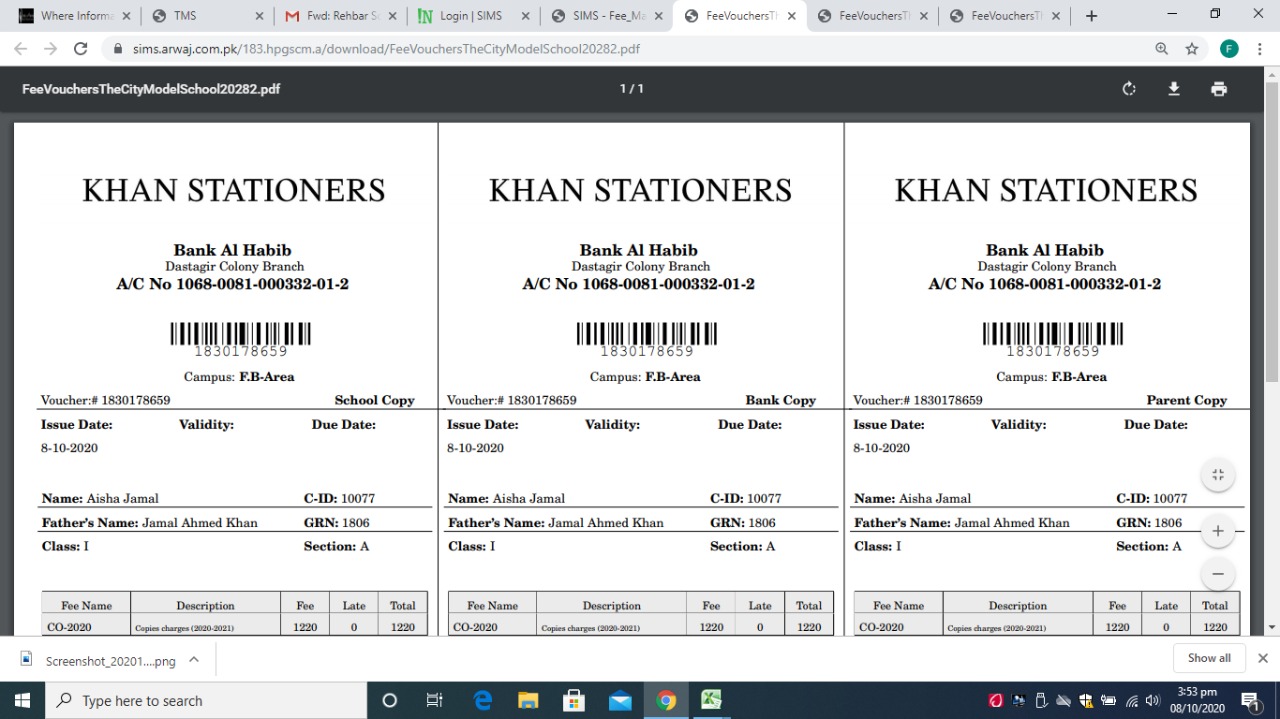 Where Informa
TMS
Fwd: Rehbar Sc
Login | SIMS
SIMS - Fee_Ma
FeeVouchersTh
FeeVouchersTh
FeeVouchersTh
sims.arwaj.com.pk/183.hpgscm.a/download/FeeVouchersTheCityModelSchool20282.pdf
F
FeeVouchersTheCityModelSchool20282.pdf
1 / 1
KHAN STATIONERS
Bank Al Habib
Dastagir Colony Branch
A/C No 1068-0081-000332-01-2
1830178659
Campus: F.B-Area
Voucher:# 1830178659 School Copy
Issue Date: Validity: Due Date:
8-10-2020
Name: Aisha Jamal C-ID: 10077
Father's Name: Jamal Ahmed Khan GRN: 1806
Class: I Section: A
Fee Name Description Fee Late Total
CO-2020 Copies charges (2020-2021) 1220 0 1220
KHAN STATIONERS
Bank Al Habib
Dastagir Colony Branch
A/C No 1068-0081-000332-01-2
1830178659
Campus: F.B-Area
Voucher:# 1830178659 Bank Copy
Issue Date: Validity: Due Date:
8-10-2020
Name: Aisha Jamal C-ID: 10077
Father's Name: Jamal Ahmed Khan GRN: 1806
Class: I Section: A
Fee Name Description Fee Late Total
CO-2020 Copies charges (2020-2021) 1220 0 1220
KHAN STATIONERS
Bank Al Habib
Dastagir Colony Branch
A/C No 1068-0081-000332-01-2
1830178659
Campus: F.B-Area
Voucher:# 1830178659 Parent Copy
Issue Date: Validity: Due Date:
8-10-2020
Name: Aisha Jamal C-ID: 10077
Father's Name: Jamal Ahmed Khan GRN: 1806
Class: I Section: A
Fee Name Description Fee Late Total
CO-2020 Copies charges (2020-2021) 1220 0 1220
Screenshot_20201....png
Show all
Type here to search
3:53 pm
08/10/2020
1